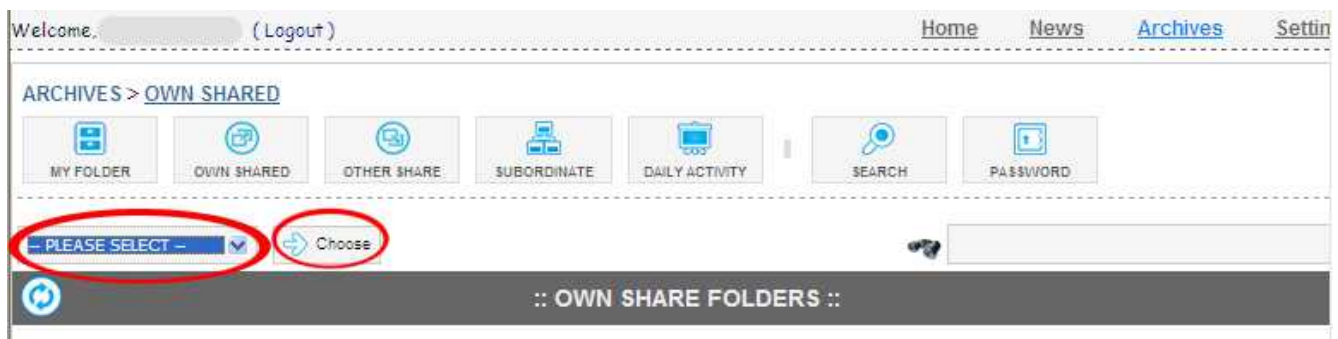 Welcome, (Logout) Home News Archives Settin
ARCHIVES > OWN SHARED
MY FOLDER OWN SHARED OTHER SHARE SUBORDINATE DAILY ACTIVITY SEARCH PASSWORD
-- PLEASE SELECT -- Choose
:: OWN SHARE FOLDERS ::